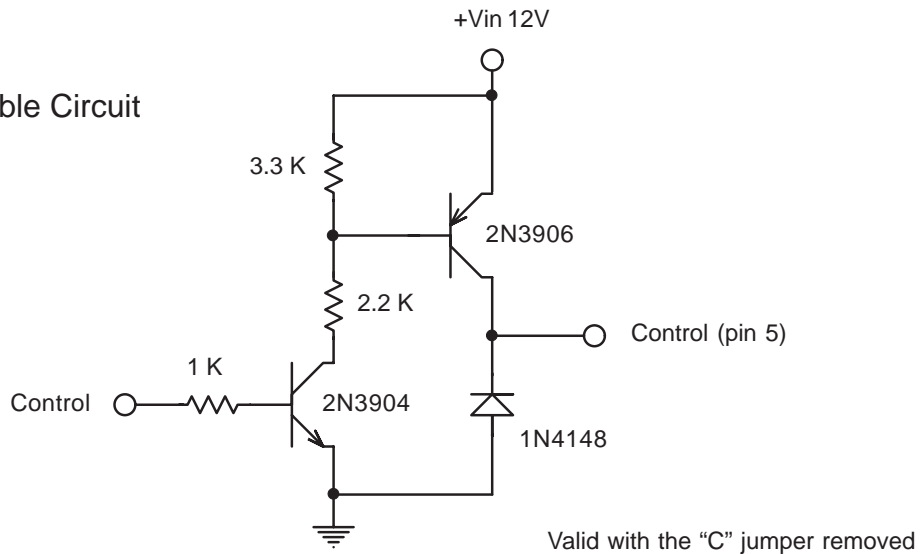 +Vin 12V
ble Circuit
3.3 K
2N3906
2.2 K
Control (pin 5)
1 K
Control
2N3904
1N4148
Valid with the “C” jumper removed